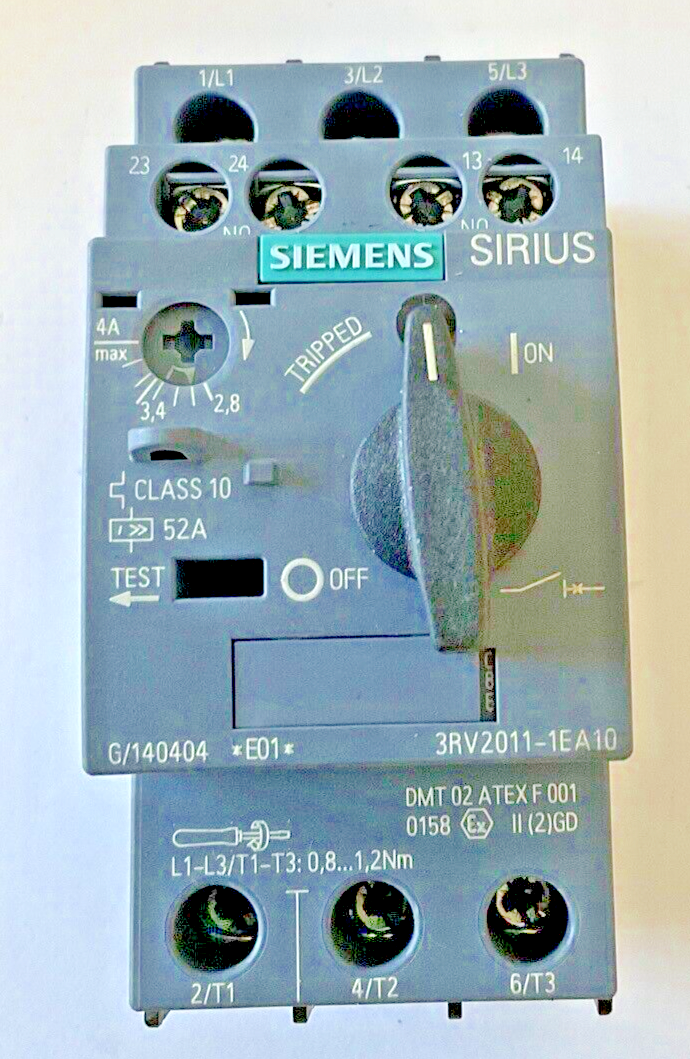 1/L1 3/L2 5/L3
23 24 13 14
NO NO
SIEMENS SIRIUS
4A
max
TRIPPED
ON
3,4 2,8
CLASS 10
I >> 52A
TEST
OFF
G/140404 *E01* 3RV2011-1EA10
DMT 02 ATEX F 001
0158 Ex II (2)GD
L1-L3/T1-T3: 0,8...1,2Nm
2/T1 4/T2 6/T3